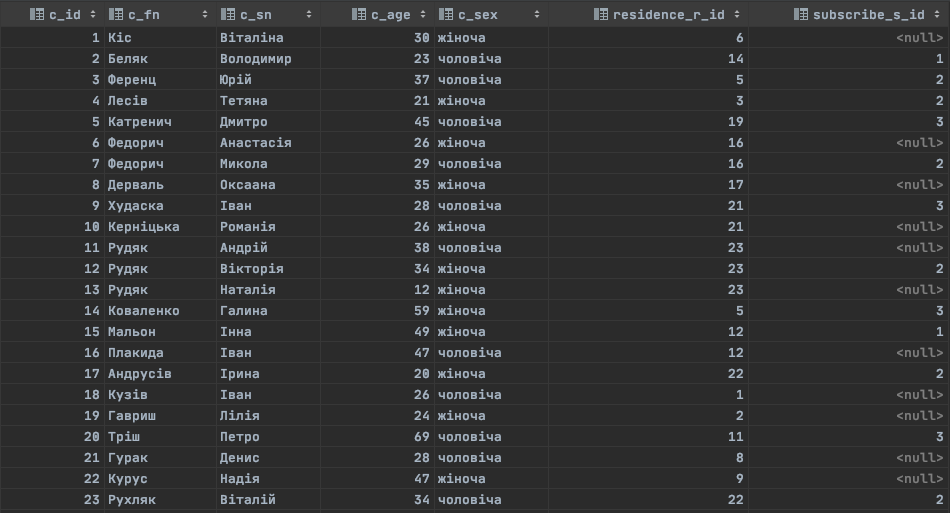 c_id c_fn c_sn c_age c_sex residence_r_id subscribe_s_id
1 Кіс Віталіна 30 жіноча 6 <null>
2 Беляк Володимир 23 чоловіча 14 1
3 Ференц Юрій 37 чоловіча 5 2
4 Лесів Тетяна 21 жіноча 3 2
5 Катренич Дмитро 45 чоловіча 19 3
6 Федорич Анастасія 26 жіноча 16 <null>
7 Федорич Микола 29 чоловіча 16 2
8 Дерваль Оксаана 35 жіноча 17 <null>
9 Худаска Іван 28 чоловіча 21 3
10 Керніцька Романія 26 жіноча 21 <null>
11 Рудяк Андрій 38 чоловіча 23 <null>
12 Рудяк Вікторія 34 жіноча 23 2
13 Рудяк Наталія 12 жіноча 23 <null>
14 Коваленко Галина 59 жіноча 5 3
15 Мальон Інна 49 жіноча 12 1
16 Плакида Іван 47 чоловіча 12 <null>
17 Андрусів Ірина 20 жіноча 22 2
18 Кузів Іван 26 чоловіча 1 <null>
19 Гавриш Лілія 24 жіноча 2 <null>
20 Тріш Петро 69 чоловіча 11 3
21 Гурак Денис 28 чоловіча 8 <null>
22 Курус Надія 47 жіноча 9 <null>
23 Рухляк Віталій 34 чоловіча 22 2